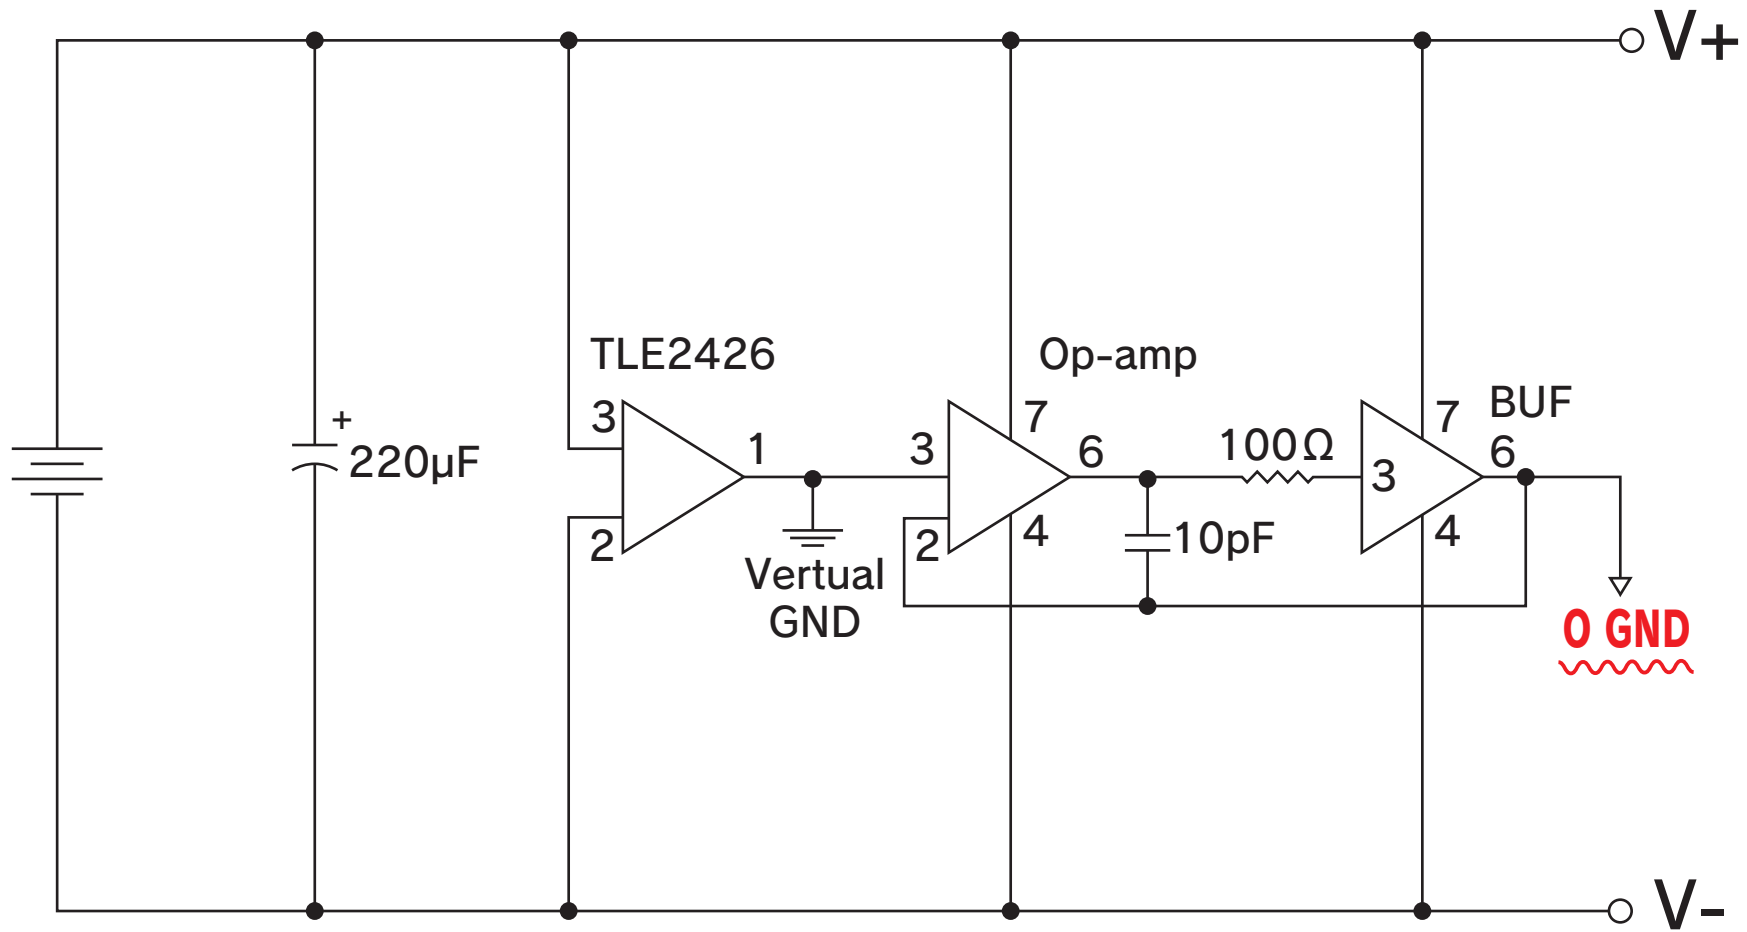 V+
TLE2426
Op-amp
BUF
3
7
7
+
220µF
1
3
6
100Ω
3
6
2
2
4
10pF
4
Vertual
GND
O GND
V-